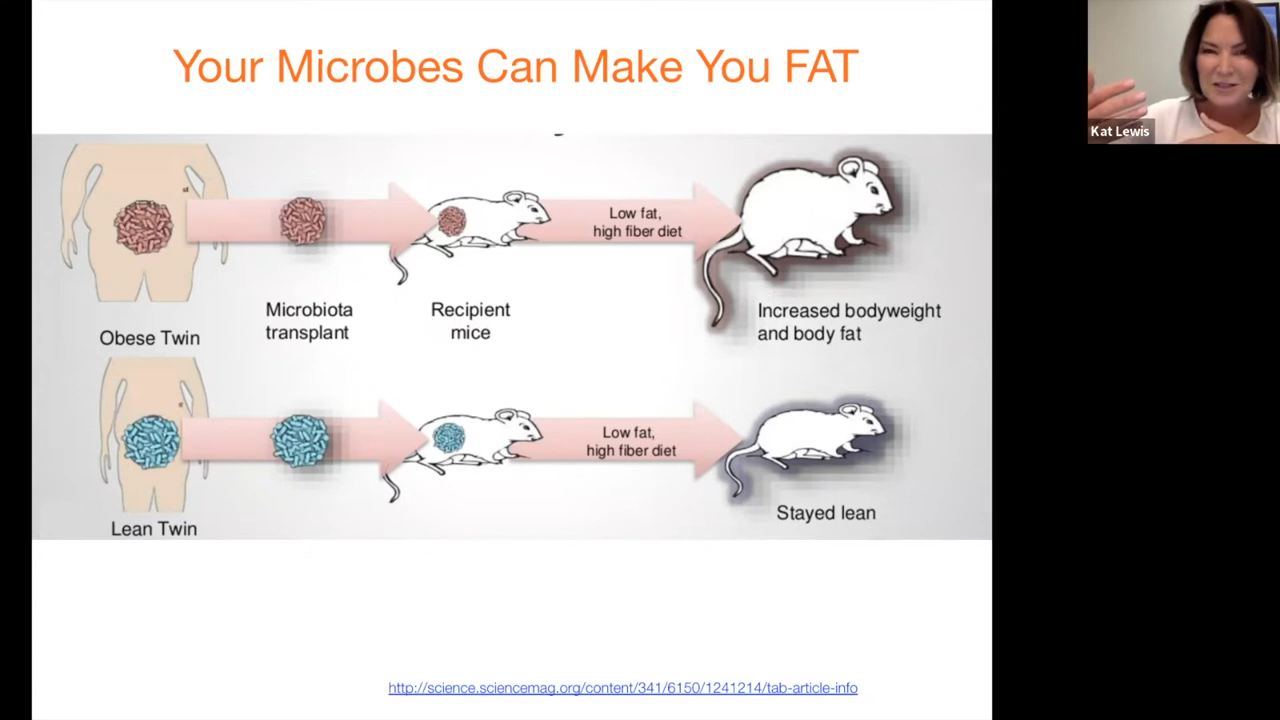 Your Microbes Can Make You FAT
Kat Lewis
Low fat,
high fiber diet
Microbiota
transplant
Recipient
mice
Increased bodyweight
and body fat
Obese Twin
Low fat,
high fiber diet
Stayed lean
Lean Twin
http://science.sciencemag.org/content/341/6150/1241214/tab-article-info